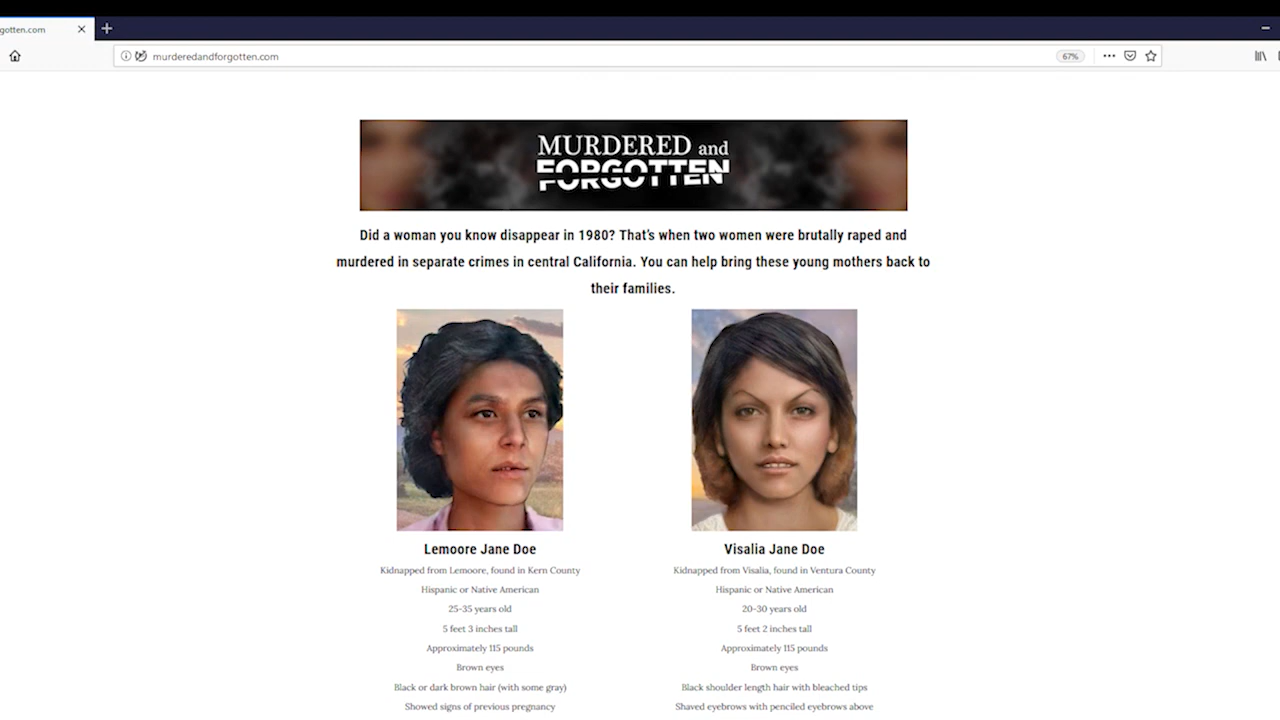 gotten.com
murderedandforgotten.com
67%
MURDERED and
FORGOTTEN
Did a woman you know disappear in 1980? That's when two women were brutally raped and
murdered in separate crimes in central California. You can help bring these young mothers back to
their families.
Lemoore Jane Doe
Kidnapped from Lemoore, found in Kern County
Hispanic or Native American
25-35 years old
5 feet 3 inches tall
Approximately 115 pounds
Brown eyes
Black or dark brown hair (with some gray)
Showed signs of previous pregnancy
Visalia Jane Doe
Kidnapped from Visalia, found in Ventura County
Hispanic or Native American
20-30 years old
5 feet 2 inches tall
Approximately 115 pounds
Brown eyes
Black shoulder length hair with bleached tips
Shaved eyebrows with penciled eyebrows above